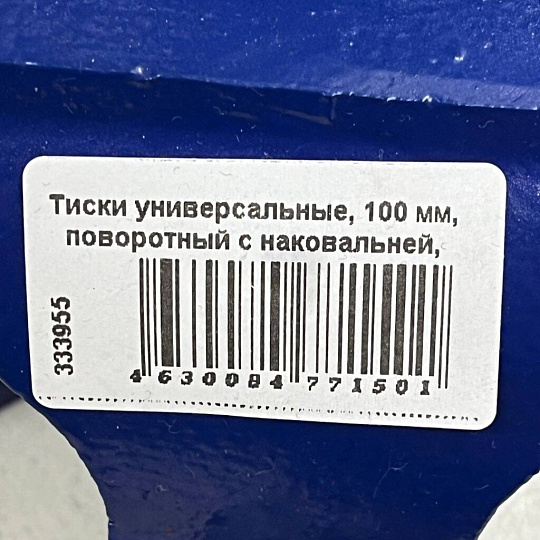 Тиски универсальные, 100 мм,
поворотный с наковальней,
333955
4 630084 771501